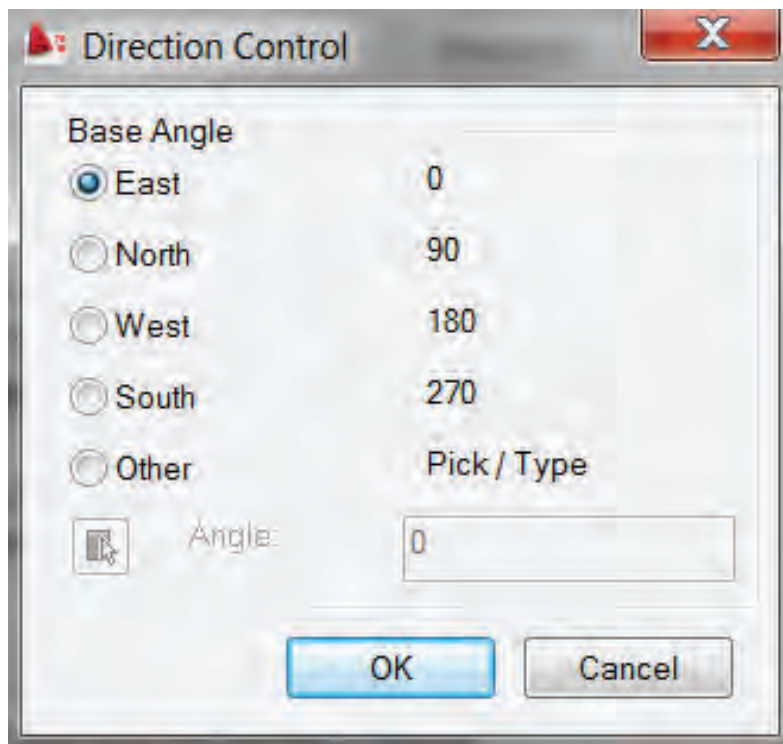 Direction Control
Base Angle
East 0
North 90
West 180
South 270
Other Pick / Type
Angle: 0
OK Cancel